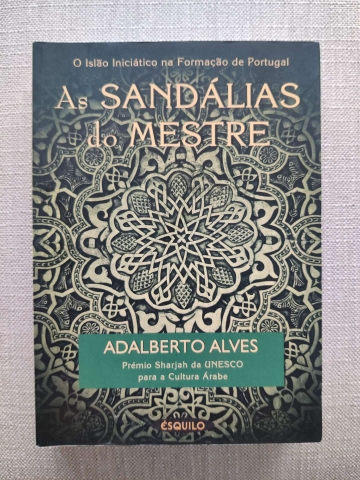 O Islão Iniciático na Formação de Portugal
As SANDÁLIAS
do MESTRE
ADALBERTO ALVES
Prémio Sharjah da UNESCO
para a Cultura Árabe
ÉSQUILO